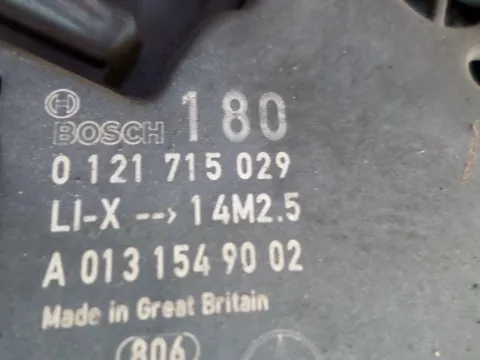 BOSCH 180
0 121 715 029
LI-X --> 14M2.5
A 013 154 90 02
Made in Great Britain
806